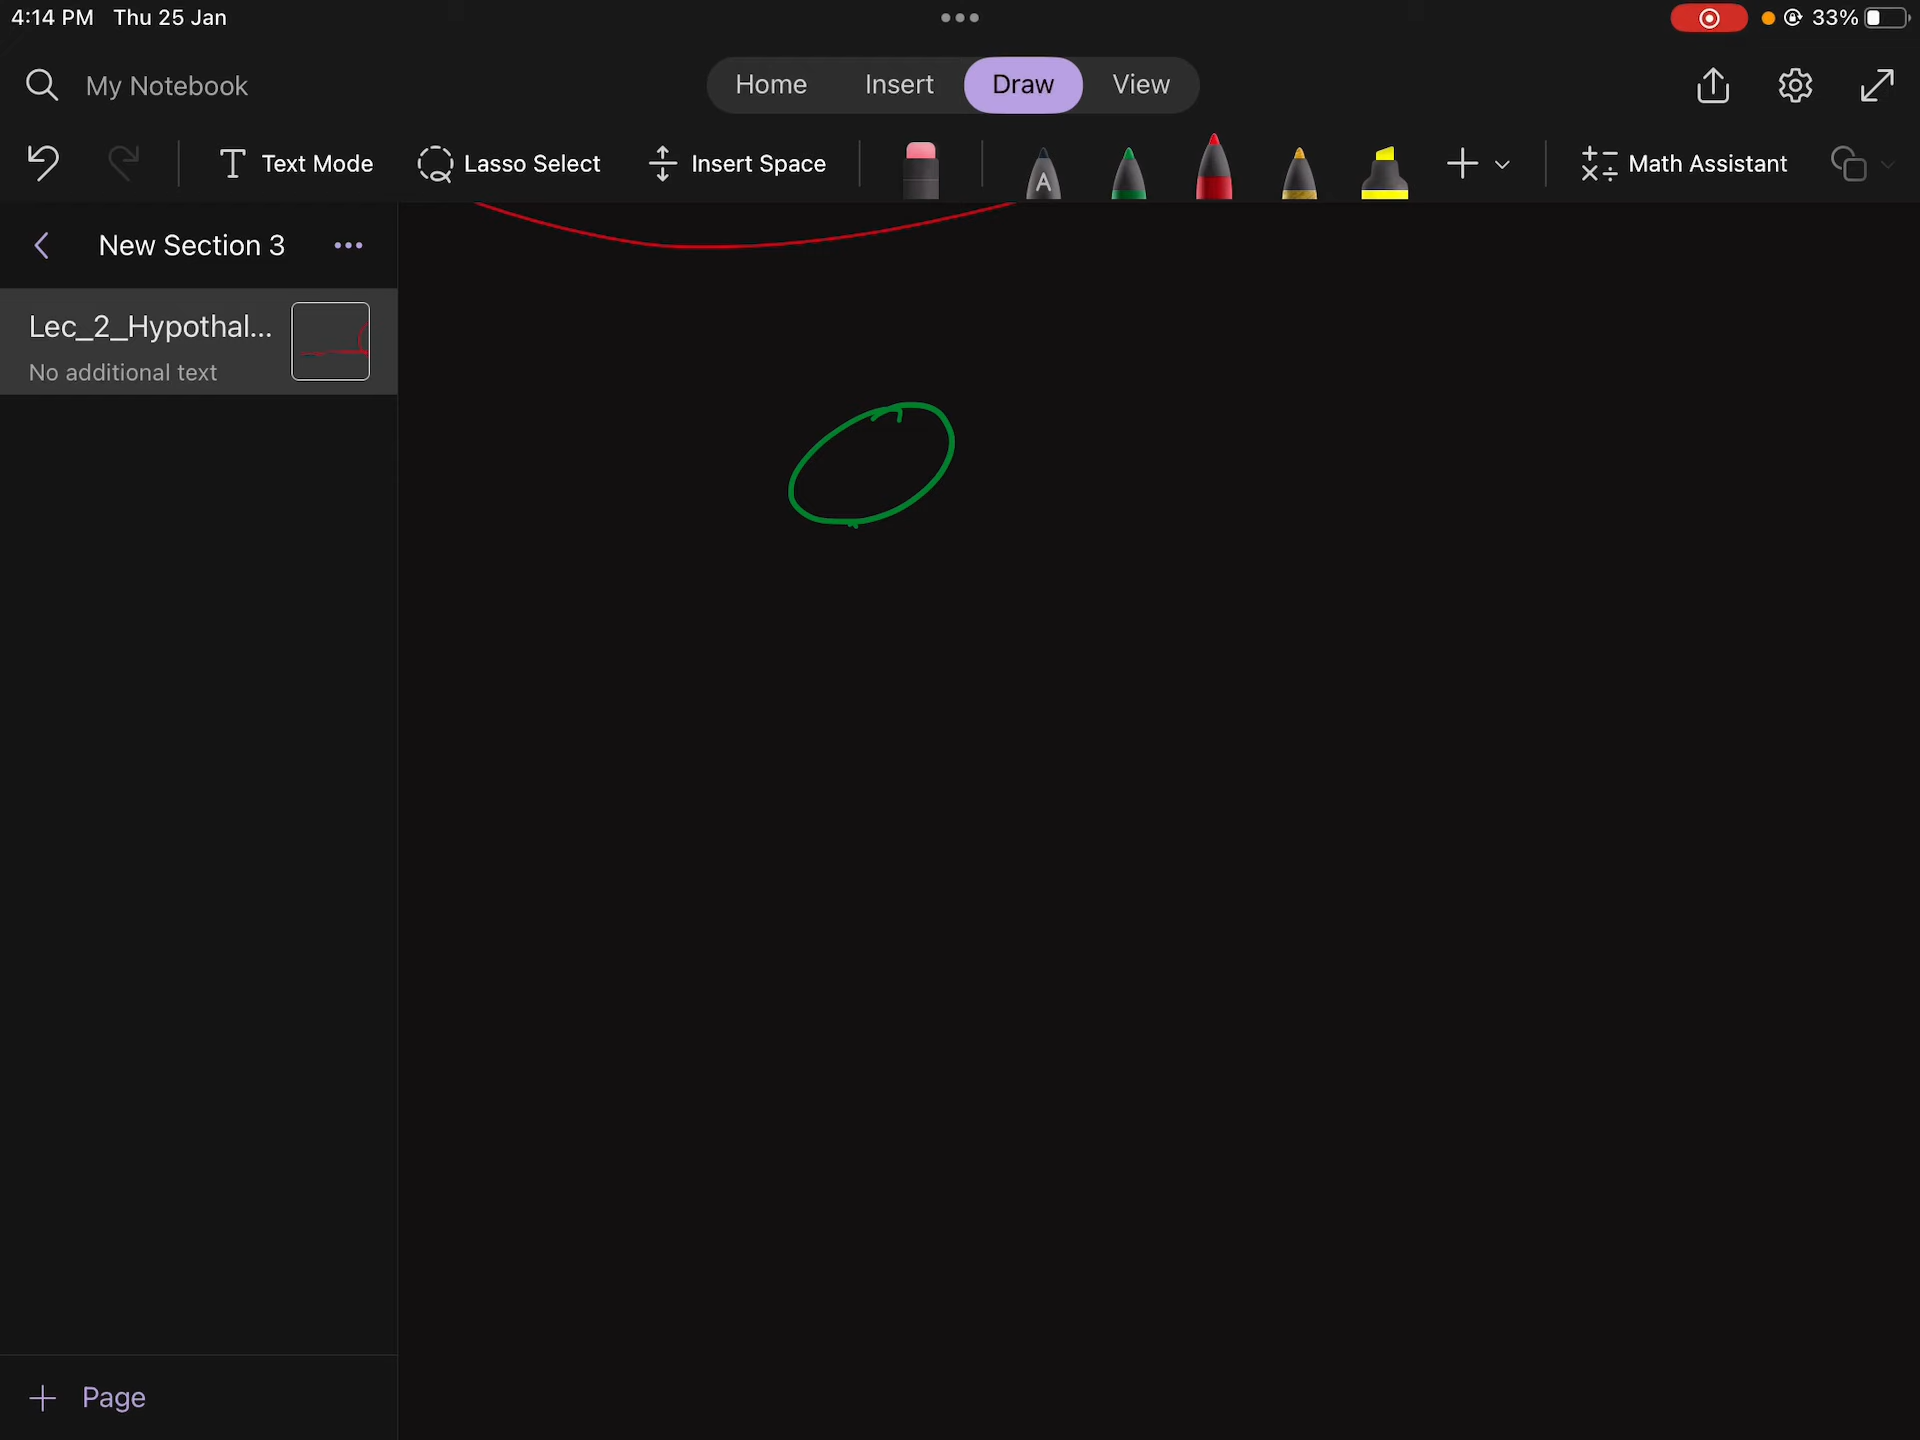 4:14 PM Thu 25 Jan
33%
My Notebook
Home Insert Draw View
Text Mode Lasso Select Insert Space A Math Assistant
New Section 3
Lec_2_Hypothal...
No additional text
Page